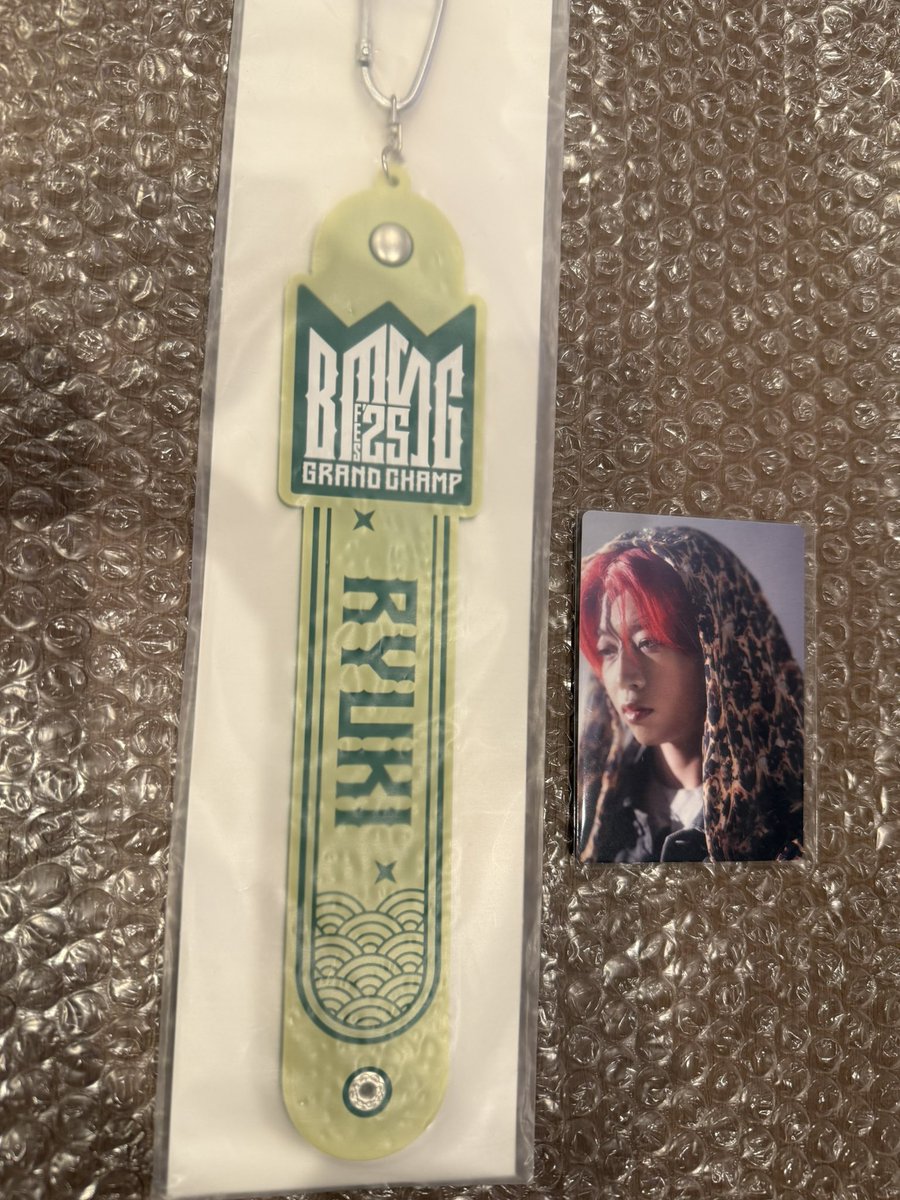 BMSG
FES
25
GRAND CHAMP
RYUKI